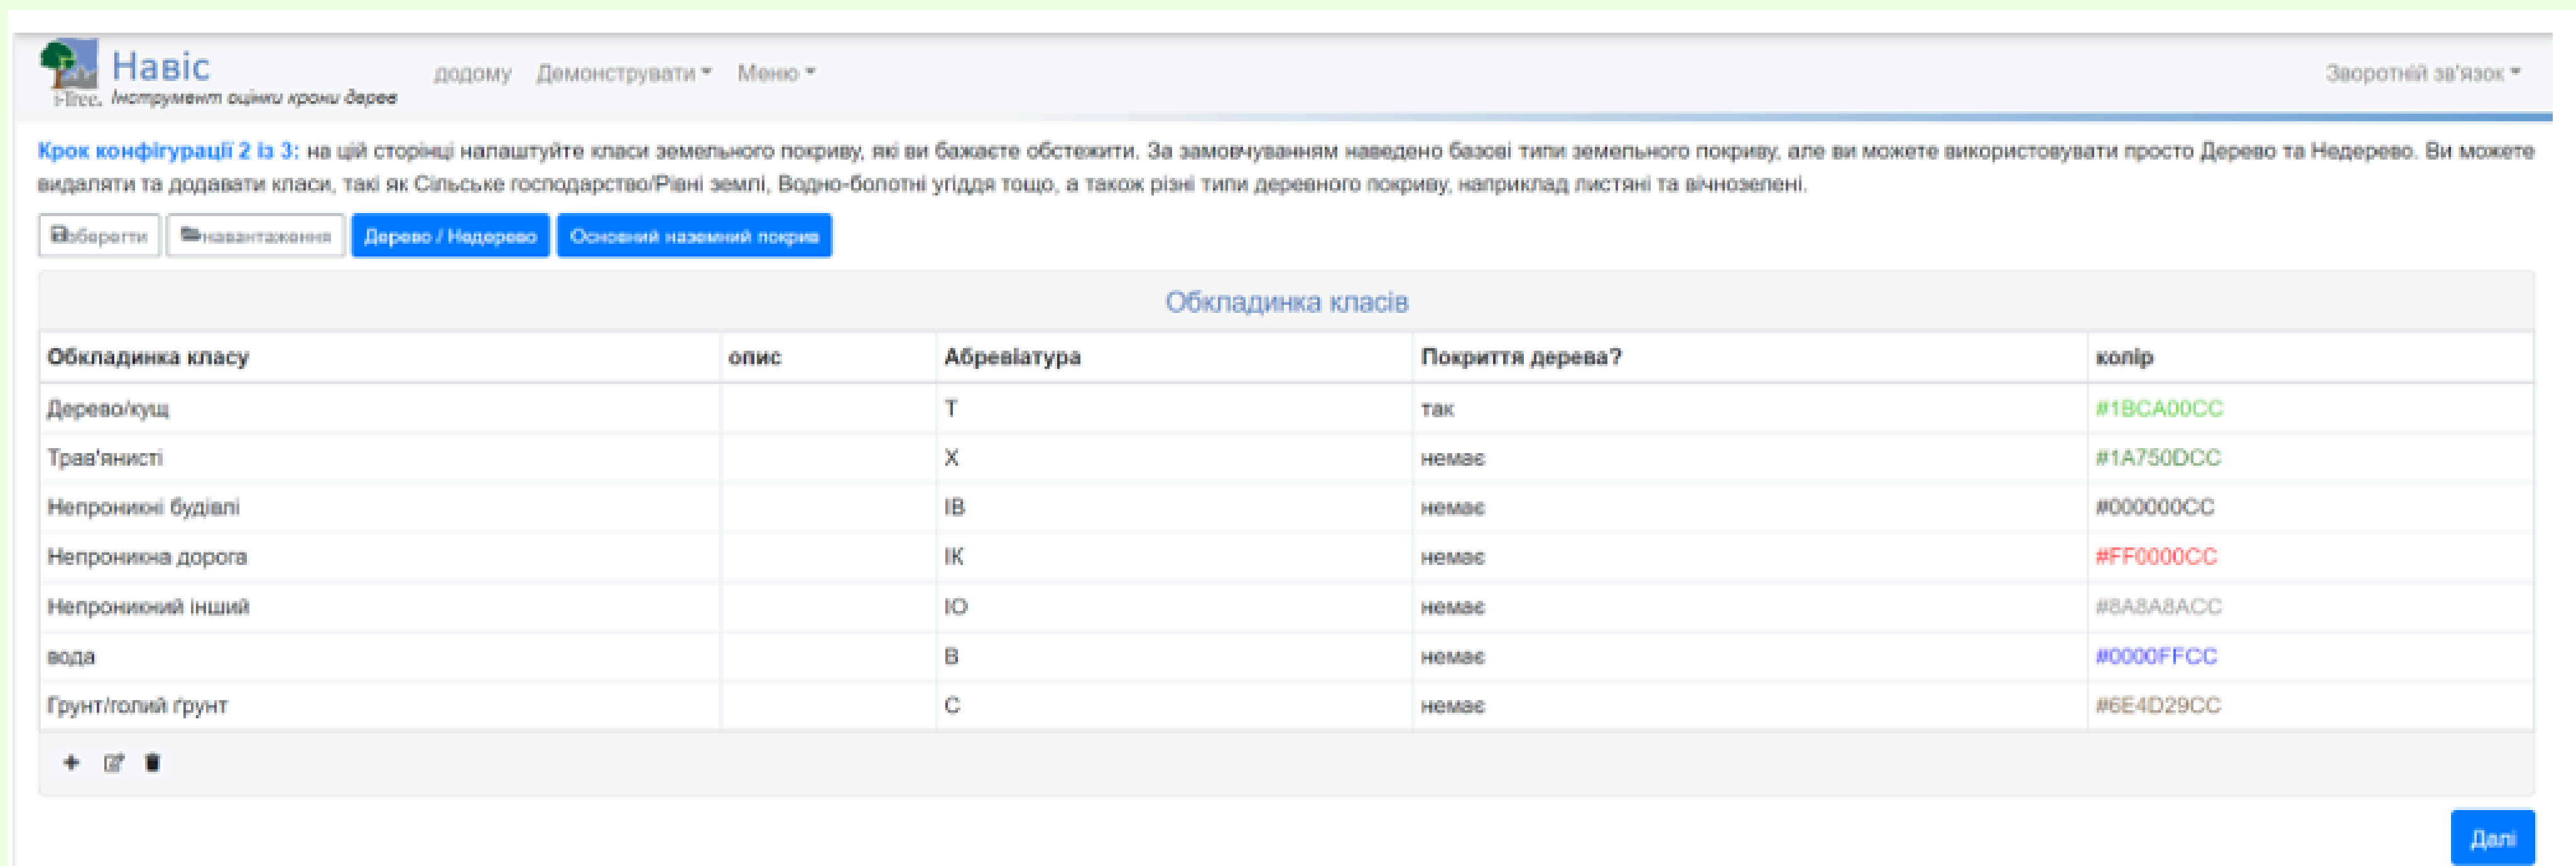 Навіс
i-Tree. Інструмент оцінки крони дерев
додому Демонструвати Меню Зворотній зв'язок
Крок конфігурації 2 із 3: на цій сторінці налаштуйте класи земельного покриву, які ви бажаєте обстежити. За замовчуванням наведено базові типи земельного покриву, але ви можете використовувати просто Дерево та Недерево. Ви можете
видаляти та додавати класи, такі як Сільське господарство/Рівні землі, Водно-болотні угіддя тощо, а також різні типи деревного покриву, наприклад листяні та вічнозелені.
зберегти навантаження Дерево / Недерево Основний наземний покрив
Обкладинка класів
Обкладинка класу опис Абревіатура Покриття дерева? колір
Дерево/кущ Т так #1BCA00CC
Трав'янисті Х немає #1A750DCC
Непроникні будівлі ІВ немає #000000CC
Непроникна дорога ІК немає #FF0000CC
Непроникний інший ІО немає #8A8A8ACC
вода В немає #0000FFCC
Грунт/голий ґрунт С немає #6E4D29CC
Далі